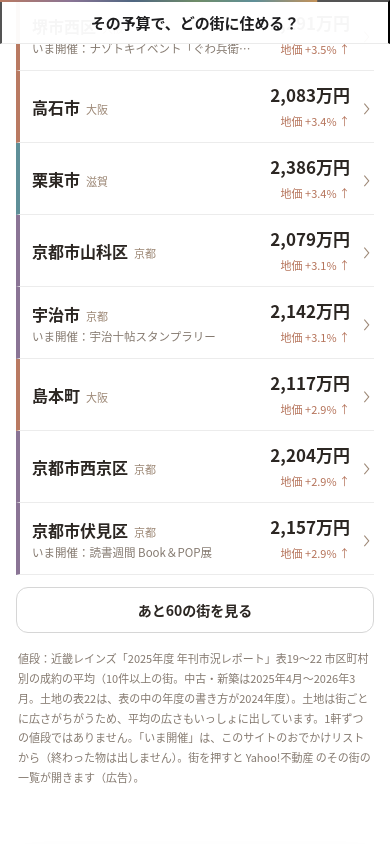 その予算で、どの街に住める？
堺市西区
いま開催：ナゾトキイベント「ぐわ兵衛…
地価 +3.5% ↑
高石市 大阪
2,083万円
地価 +3.4% ↑
栗東市 滋賀
2,386万円
地価 +3.4% ↑
京都市山科区 京都
2,079万円
地価 +3.1% ↑
宇治市 京都
いま開催：宇治十帖スタンプラリー
2,142万円
地価 +3.1% ↑
島本町 大阪
2,117万円
地価 +2.9% ↑
京都市西京区 京都
2,204万円
地価 +2.9% ↑
京都市伏見区 京都
いま開催：読書週間 Book＆POP展
2,157万円
地価 +2.9% ↑
あと60の街を見る
値段：近畿レインズ「2025年度 年刊市況レポート」表19〜22 市区町村
別の成約の平均（10件以上の街。中古・新築は2025年4月〜2026年3
月。土地の表22は、表の中の年度の書き方が2024年度）。土地は街ごと
に広さがちがうため、平均の広さもいっしょに出しています。1軒ずつ
の値段ではありません。「いま開催」は、このサイトのおでかけリスト
から（終わった物は出しません）。街を押すと Yahoo!不動産 のその街の
一覧が開きます（広告）。